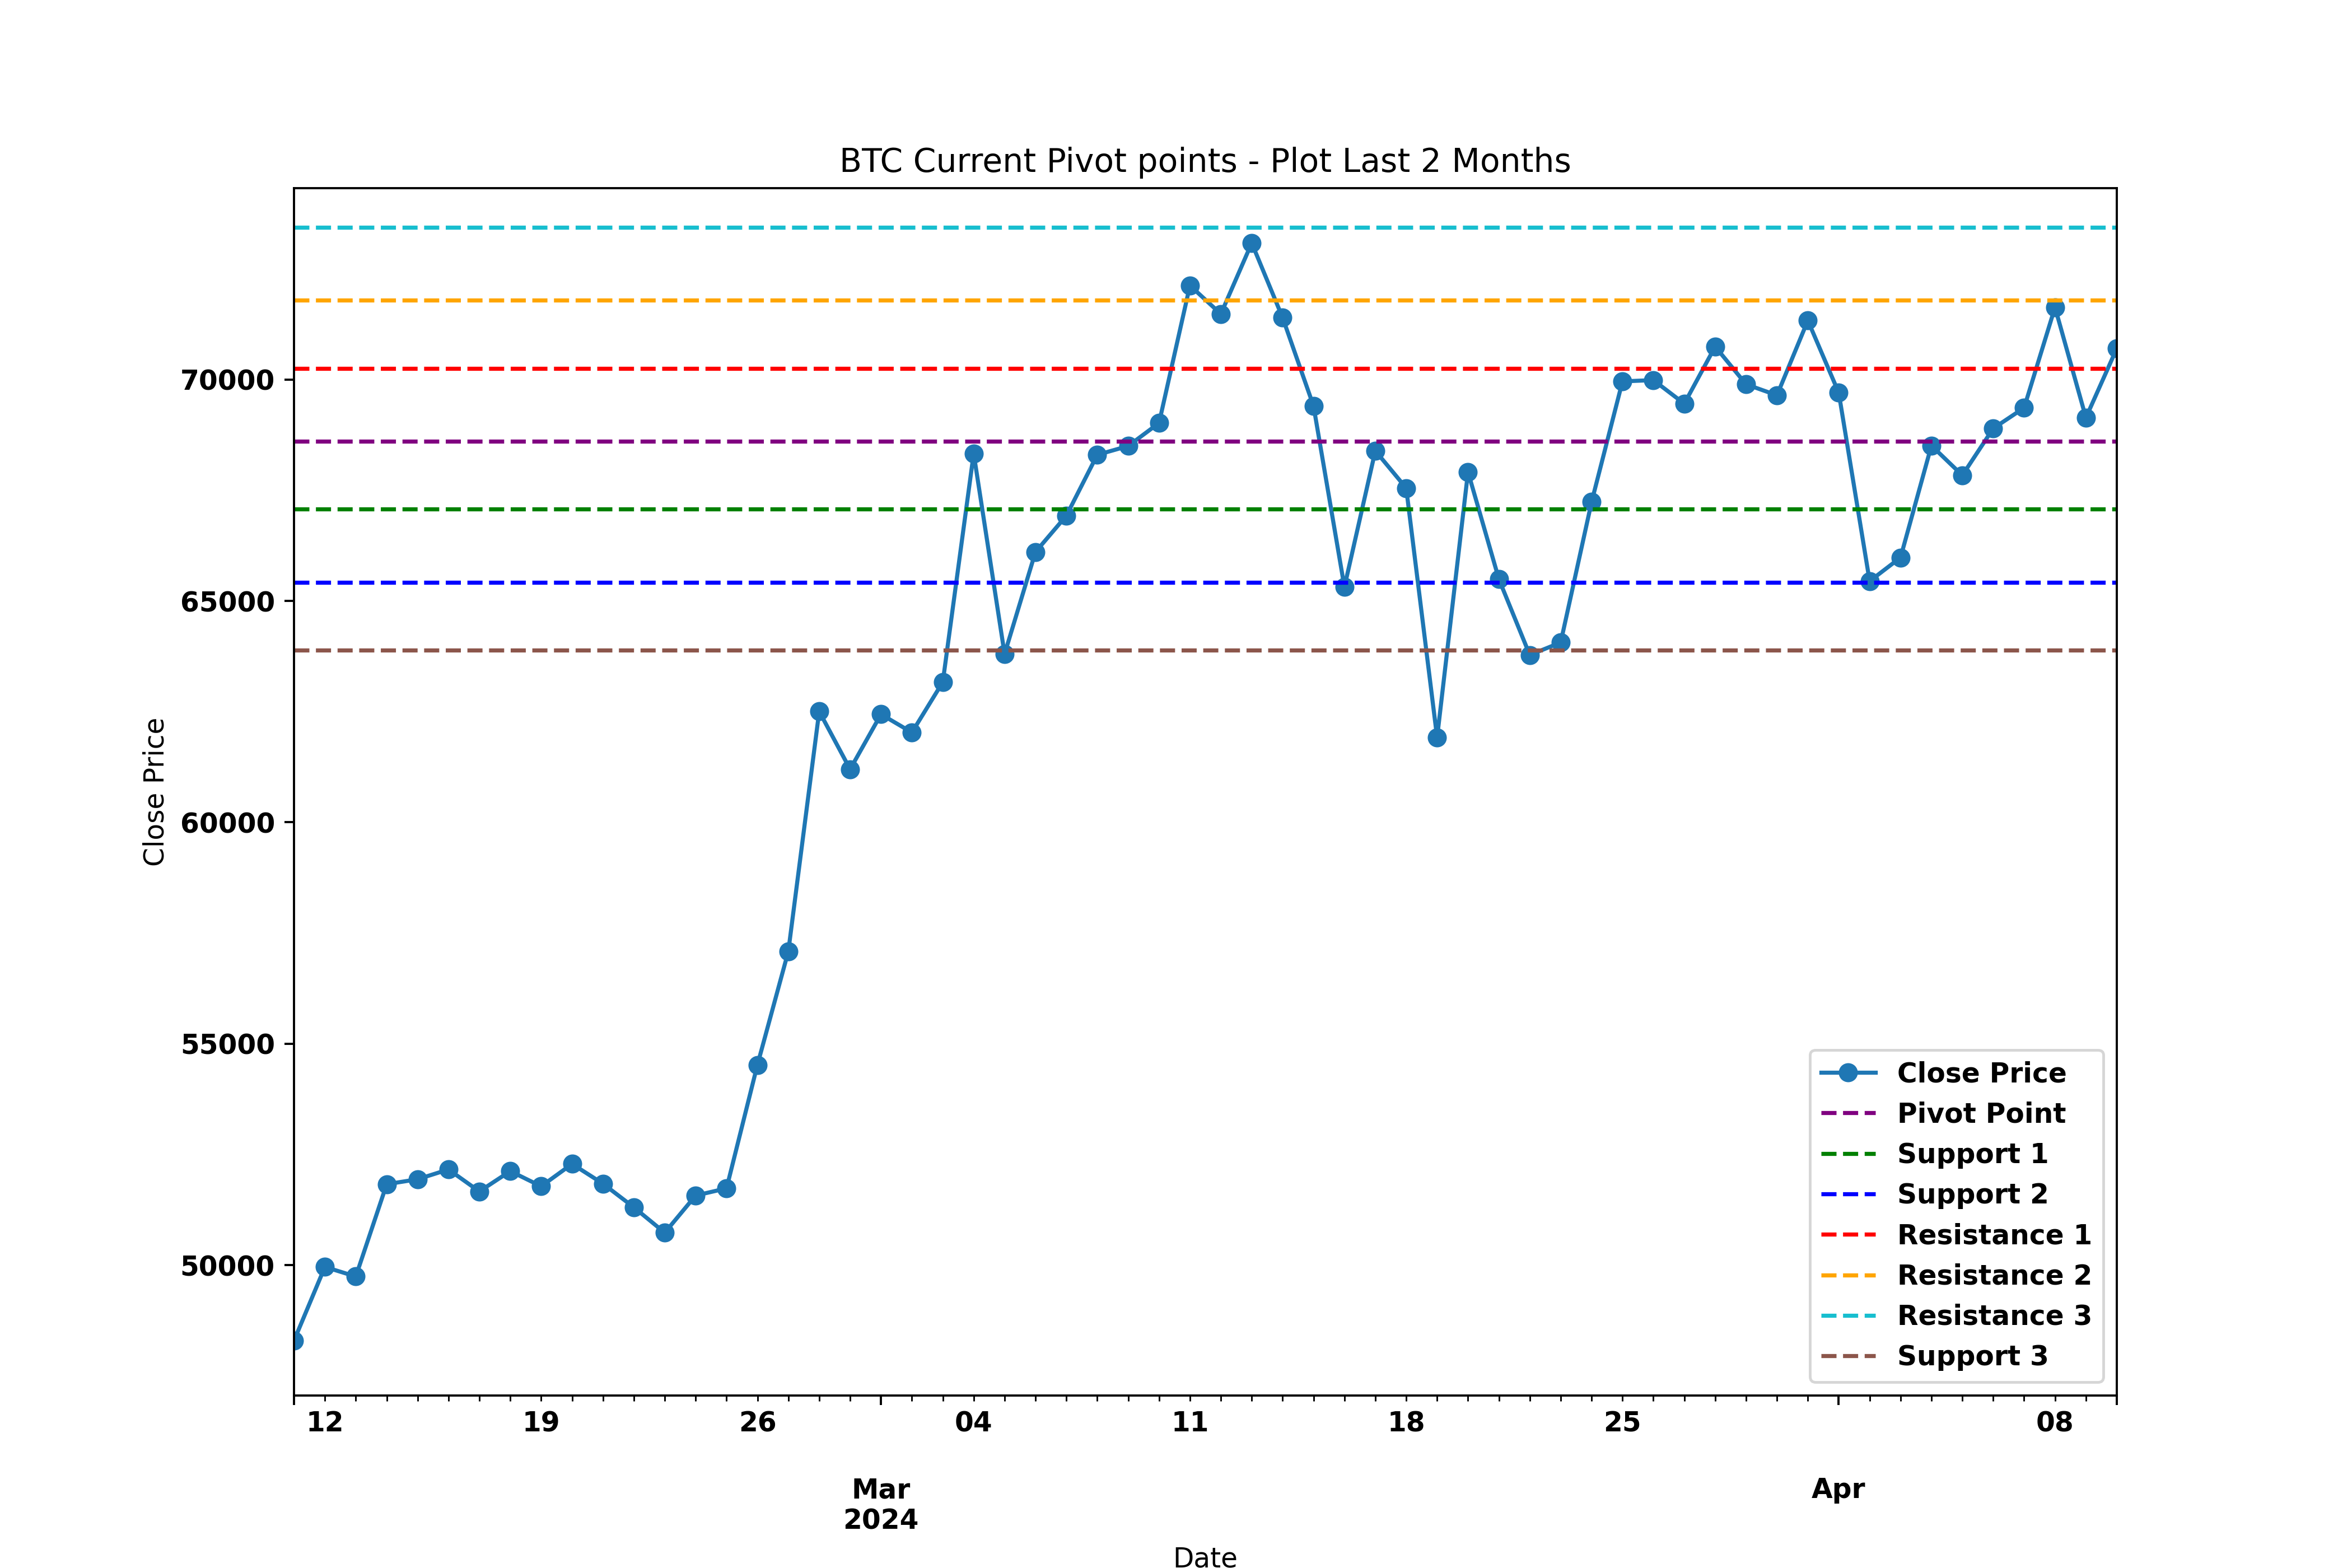 BTC Current Pivot points - Plot Last 2 Months
Close Price
70000
65000
60000
55000
50000
Close Price
Pivot Point
Support 1
Support 2
Resistance 1
Resistance 2
Resistance 3
Support 3
12 19 26 04 11 18 25 08
Mar Apr
2024
Date